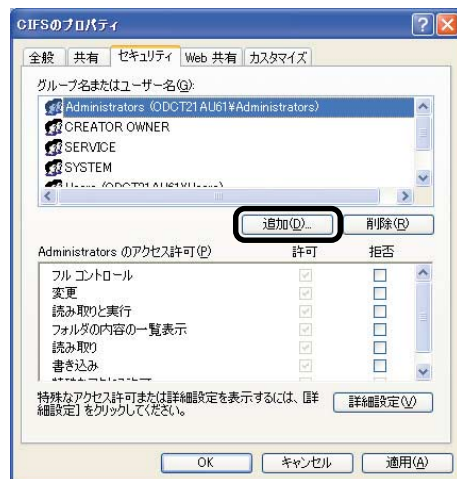 CIFSのプロパティ
全般 共有 セキュリティ Web 共有 カスタマイズ
グループ名またはユーザー名(G):
Administrators (ODCT21AU61¥Administrators)
CREATOR OWNER
SERVICE
SYSTEM
追加(D)... 削除(R)
Administrators のアクセス許可(P) 許可 拒否
フル コントロール
変更
読み取りと実行
フォルダの内容の一覧表示
読み取り
書き込み
特殊なアクセス許可または詳細設定を表示するには、[詳
細設定] をクリックしてください。
詳細設定(V)
OK キャンセル 適用(A)